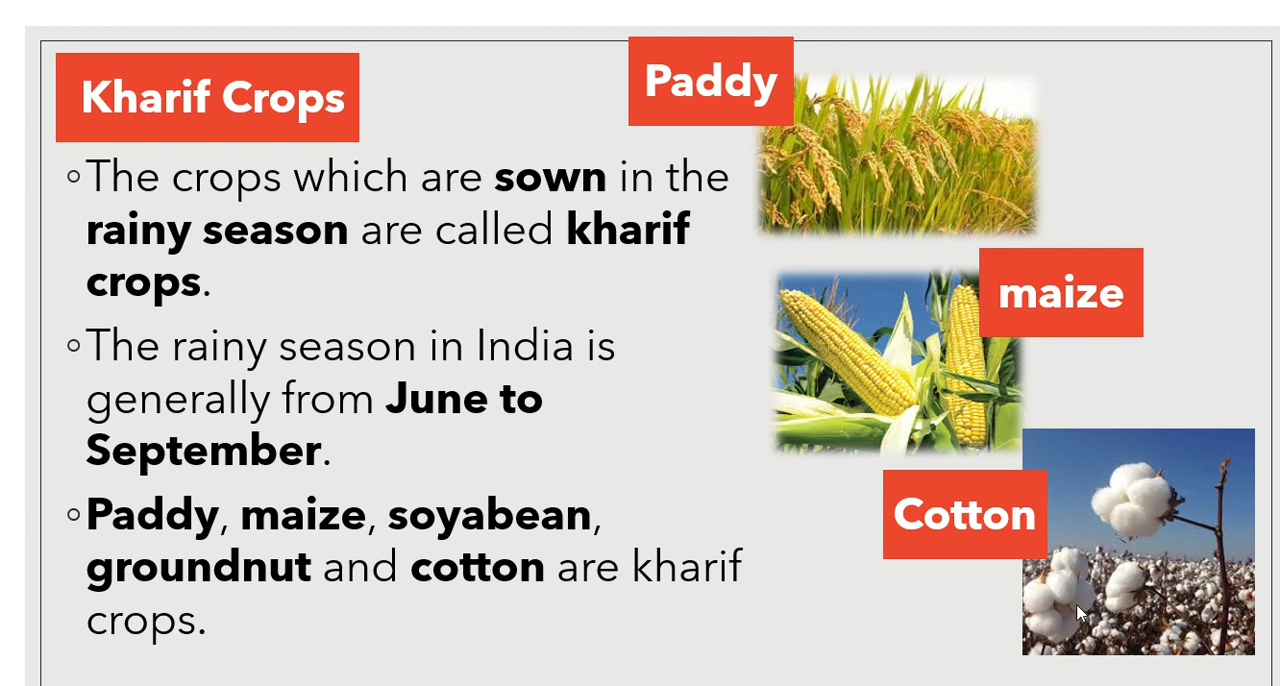 Kharif Crops
Paddy
◦The crops which are sown in the
rainy season are called kharif
crops.
◦The rainy season in India is
generally from June to
September.
◦Paddy, maize, soyabean,
groundnut and cotton are kharif
crops.
maize
Cotton